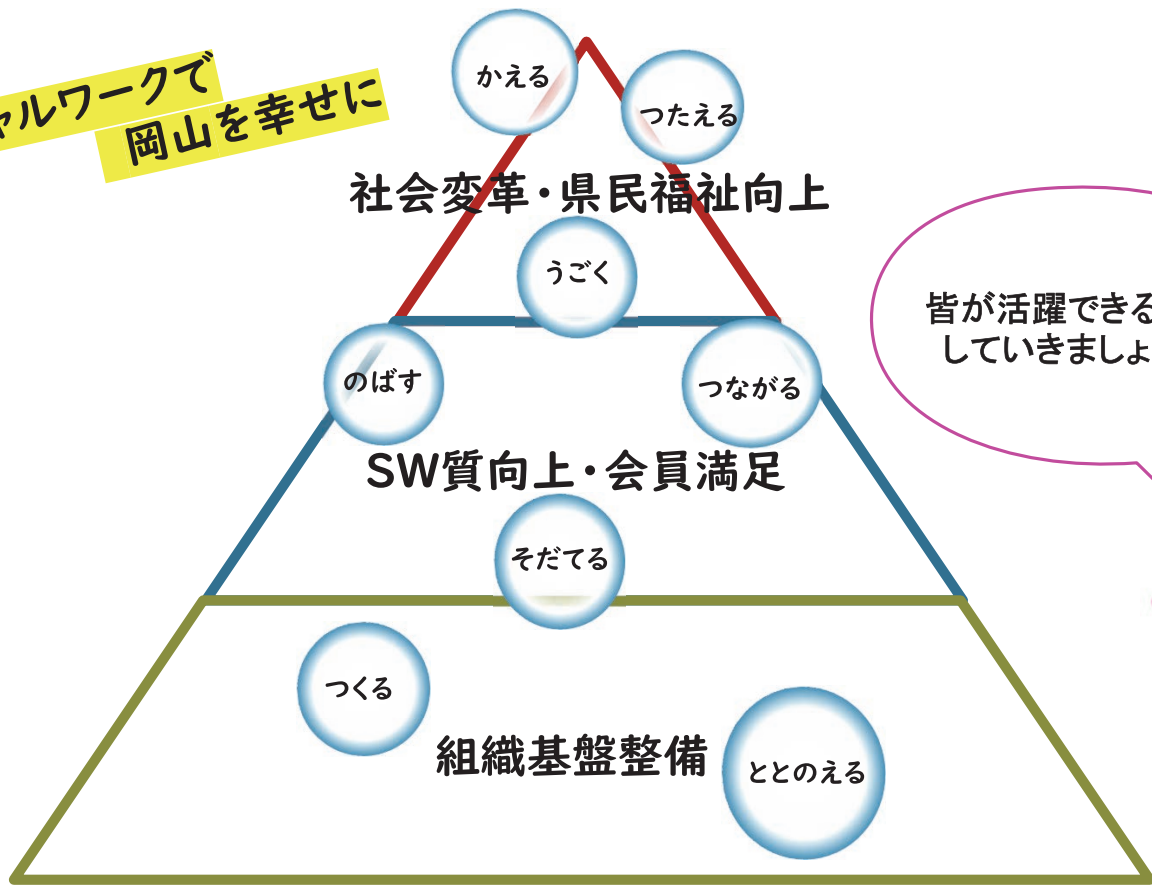 ャルワークで
岡山を幸せに
かえる
つたえる
社会変革・県民福祉向上
うごく
皆が活躍できる
していきましょ
のばす
つながる
SW質向上・会員満足
そだてる
つくる
組織基盤整備
ととのえる